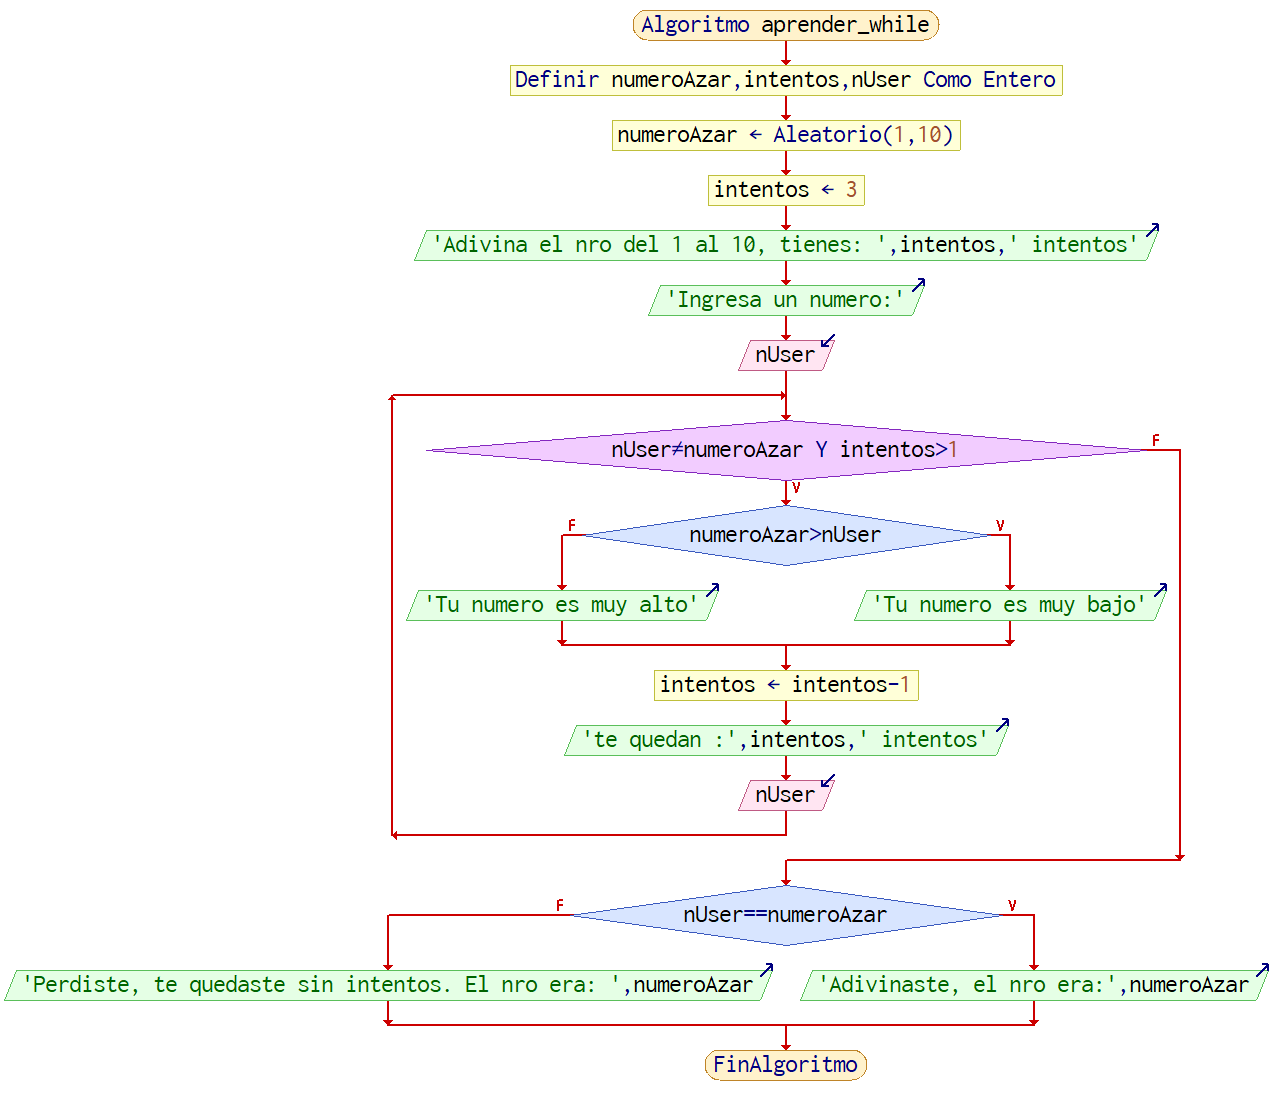 Algoritmo aprender_while
Definir numeroAzar,intentos,nUser Como Entero
numeroAzar ← Aleatorio(1,10)
intentos ← 3
'Adivina el nro del 1 al 10, tienes: ',intentos,' intentos'
'Ingresa un numero:'
nUser
nUser≠numeroAzar Y intentos>1
F
V
numeroAzar>nUser
F
V
'Tu numero es muy alto'
'Tu numero es muy bajo'
intentos ← intentos-1
'te quedan :',intentos,' intentos'
nUser
nUser==numeroAzar
F
V
'Perdiste, te quedaste sin intentos. El nro era: ',numeroAzar
'Adivinaste, el nro era:',numeroAzar
FinAlgoritmo